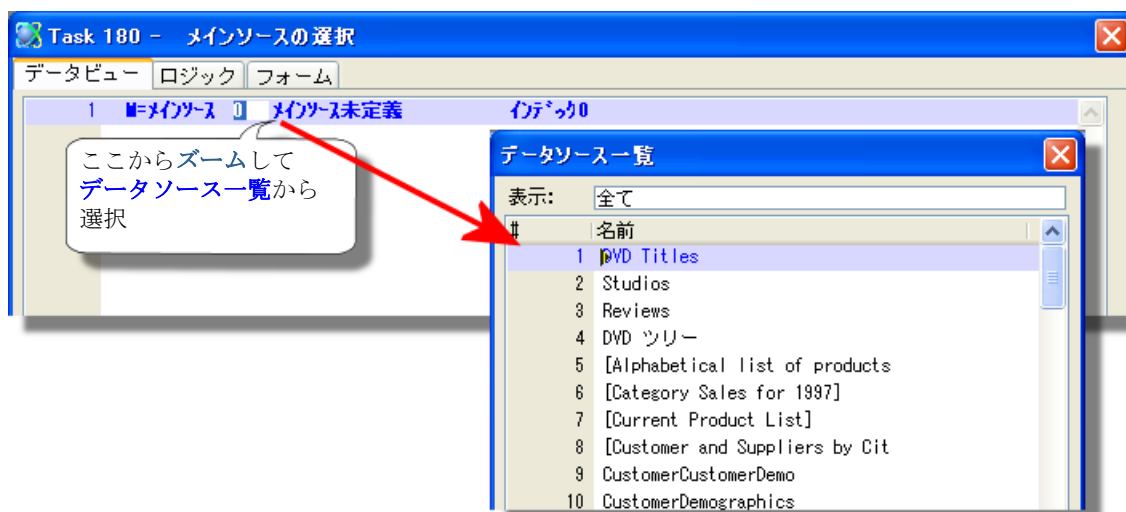 Task 180 - メインソースの選択
データビュー ロジック フォーム
1 M=メインソース 0 メインソース未定義 インデックス0
ここからズームして
データソース一覧から
選択
データソース一覧
表示: 全て
# 名前
1 DVD Titles
2 Studios
3 Reviews
4 DVD ツリー
5 [Alphabetical list of products
6 [Category Sales for 1997]
7 [Current Product List]
8 [Customer and Suppliers by Cit
9 CustomerCustomerDemo
10 CustomerDemographics